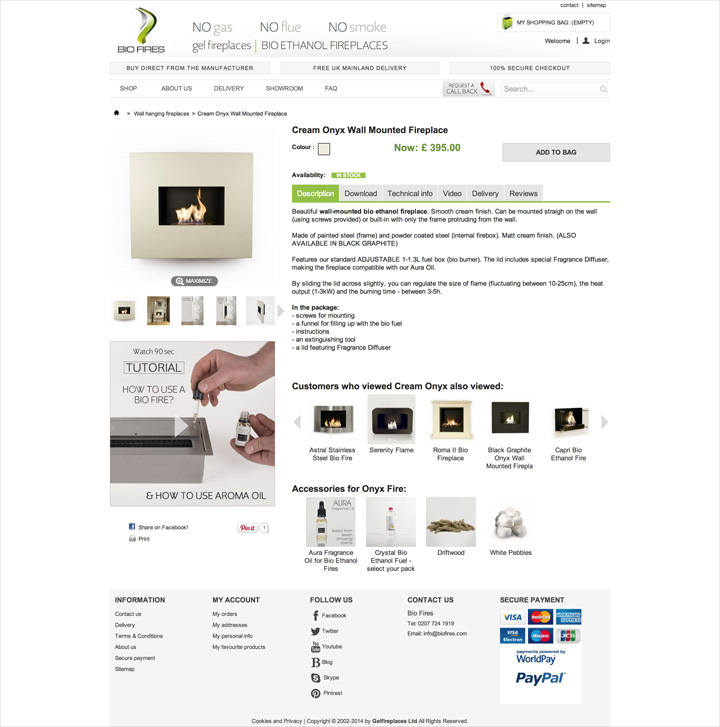 contact | sitemap
BIO FIRES
NO gas NO flue NO smoke
gel fireplaces | BIO ETHANOL FIREPLACES
MY SHOPPING BAG: (EMPTY)
Welcome | Login
BUY DIRECT FROM THE MANUFACTURER
FREE UK MAINLAND DELIVERY
100% SECURE CHECKOUT
SHOP ABOUT US DELIVERY SHOWROOM FAQ
REQUEST A
CALL BACK
Search...
> Wall hanging fireplaces > Cream Onyx Wall Mounted Fireplace
Cream Onyx Wall Mounted Fireplace
Colour :
Now: £ 395.00
ADD TO BAG
Availability: IN STOCK
Description Download Technical info Video Delivery Reviews
Beautiful wall-mounted bio ethanol fireplace. Smooth cream finish. Can be mounted straigh on the wall
(using screws provided) or built-in with only the frame protruding from the wall.
Made of painted steel (frame) and powder coated steel (internal firebox). Matt cream finish. (ALSO
AVAILABLE IN BLACK GRAPHITE)
Features our standard ADJUSTABLE 1-1.3L fuel box (bio burner). The lid includes special Fragrance Diffuser,
making the fireplace compatible with our Aura Oil.
By sliding the lid across slightly, you can regulate the size of flame (fluctuating between 10-25cm), the heat
output (1-3kW) and the burning time - between 3-5h.
In the package:
- screws for mounting
- a funnel for filling up with the bio fuel
- instructions
- an extinguishing tool
- a lid featuring Fragrance Diffuser
MAXIMIZE
Watch 90 sec
TUTORIAL
HOW TO USE A
BIO FIRE?
& HOW TO USE AROMA OIL
Share on Facebook!
Pin it 1
Print
Customers who viewed Cream Onyx also viewed:
Astral Stainless
Steel Bio Fire
Serenity Flame
Roma II Bio
Fireplace
Black Graphite
Onyx Wall
Mounted Firepla
Capri Bio
Ethanol Fire
Accessories for Onyx Fire:
AURA
Aura Fragrance
Oil for Bio Ethanol
Fires
Crystal Bio
Ethanol Fuel -
select your pack
Driftwood
White Pebbles
INFORMATION
Contact us
Delivery
Terms & Conditions
About us
Secure payment
Sitemap
MY ACCOUNT
My orders
My addresses
My personal info
My favourite products
FOLLOW US
Facebook
Twitter
You
Tube
Youtube
Blog
Skype
Pintrest
CONTACT US
Bio Fires
Tel: 0207 724 1919
Email: info@biofires.com
SECURE PAYMENT
VISA MasterCard AMERICAN EXPRESS
VISA Electron Maestro JCB
payments powered by
WorldPay
PayPal
Cookies and Privacy | Copyright © 2002-2014 by Gelfireplaces Ltd All Rights Reserved.